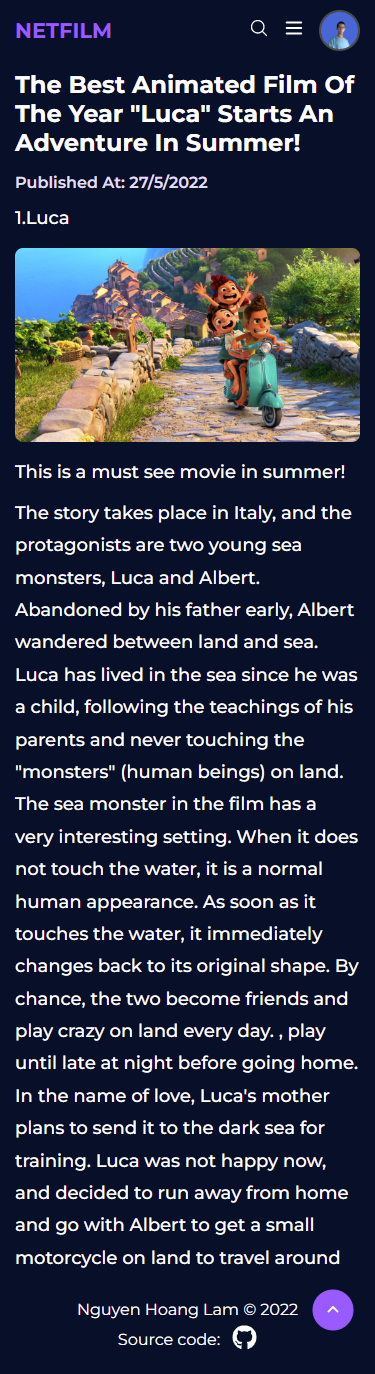 NETFILM
The Best Animated Film Of
The Year "Luca" Starts An
Adventure In Summer!
Published At: 27/5/2022
1.Luca
This is a must see movie in summer!
The story takes place in Italy, and the
protagonists are two young sea
monsters, Luca and Albert.
Abandoned by his father early, Albert
wandered between land and sea.
Luca has lived in the sea since he was
a child, following the teachings of his
parents and never touching the
"monsters" (human beings) on land.
The sea monster in the film has a
very interesting setting. When it does
not touch the water, it is a normal
human appearance. As soon as it
touches the water, it immediately
changes back to its original shape. By
chance, the two become friends and
play crazy on land every day. , play
until late at night before going home.
In the name of love, Luca's mother
plans to send it to the dark sea for
training. Luca was not happy now,
and decided to run away from home
and go with Albert to get a small
motorcycle on land to travel around
Nguyen Hoang Lam © 2022
Source code: